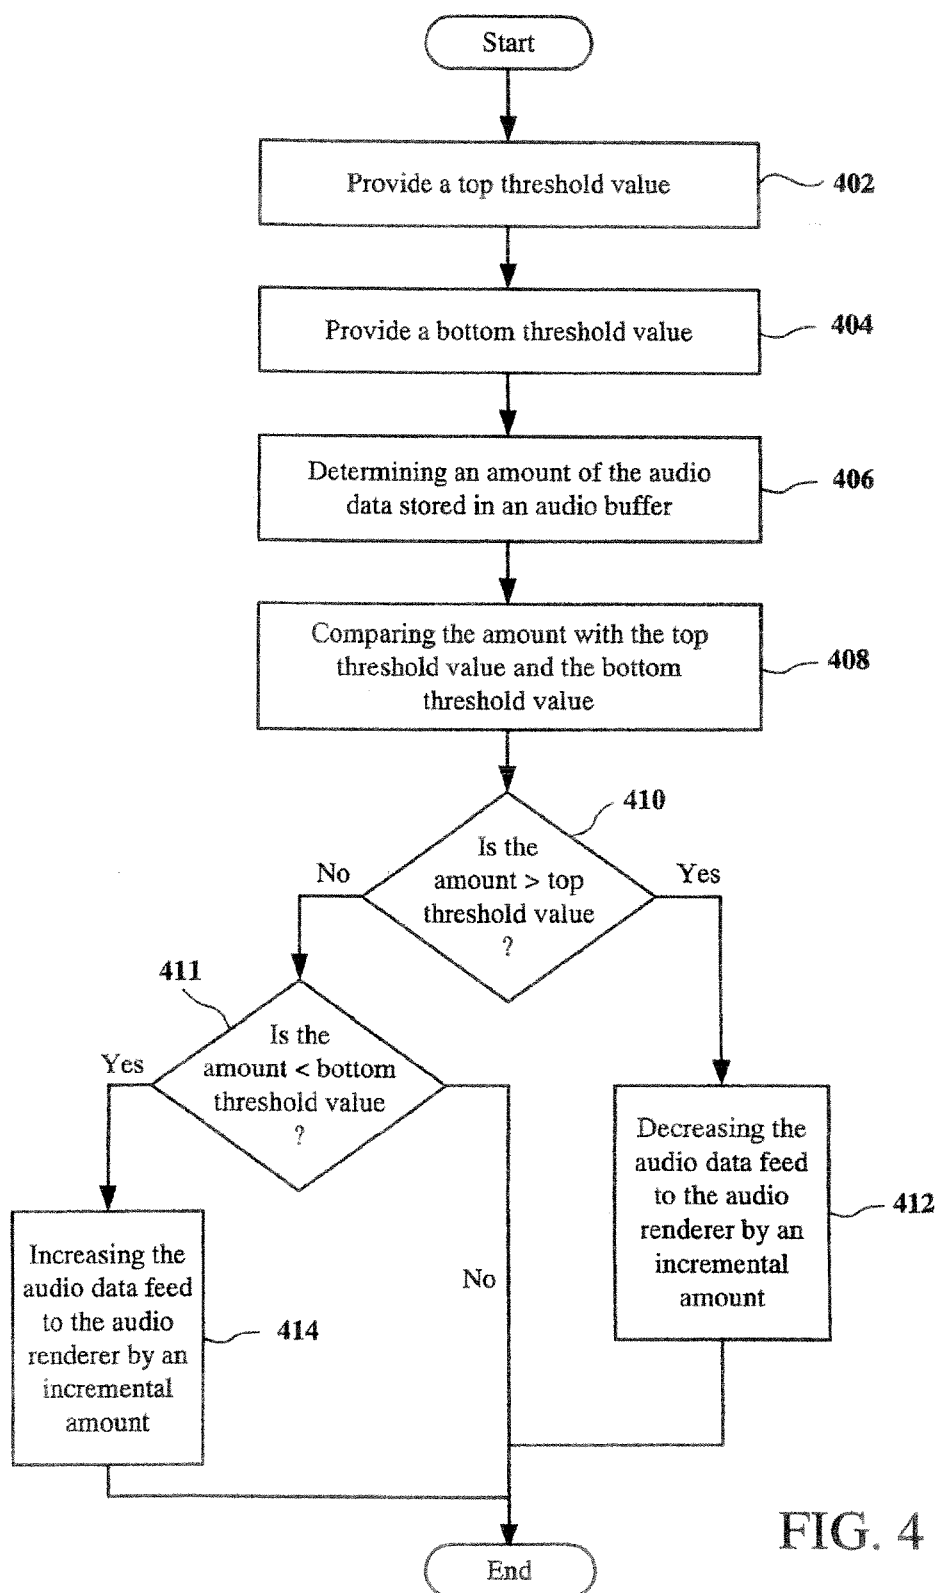 Start
Provide a top threshold value
402
Provide a bottom threshold value
404
Determining an amount of the audio
data stored in an audio buffer
406
Comparing the amount with the top
threshold value and the bottom
threshold value
408
410
Is the
amount > top
threshold value
?
No
Yes
411
Is the
amount < bottom
threshold value
?
Yes
No
Decreasing the
audio data feed
to the audio
renderer by an
incremental
amount
412
Increasing the
audio data feed
to the audio
renderer by an
incremental
amount
414
End
FIG. 4